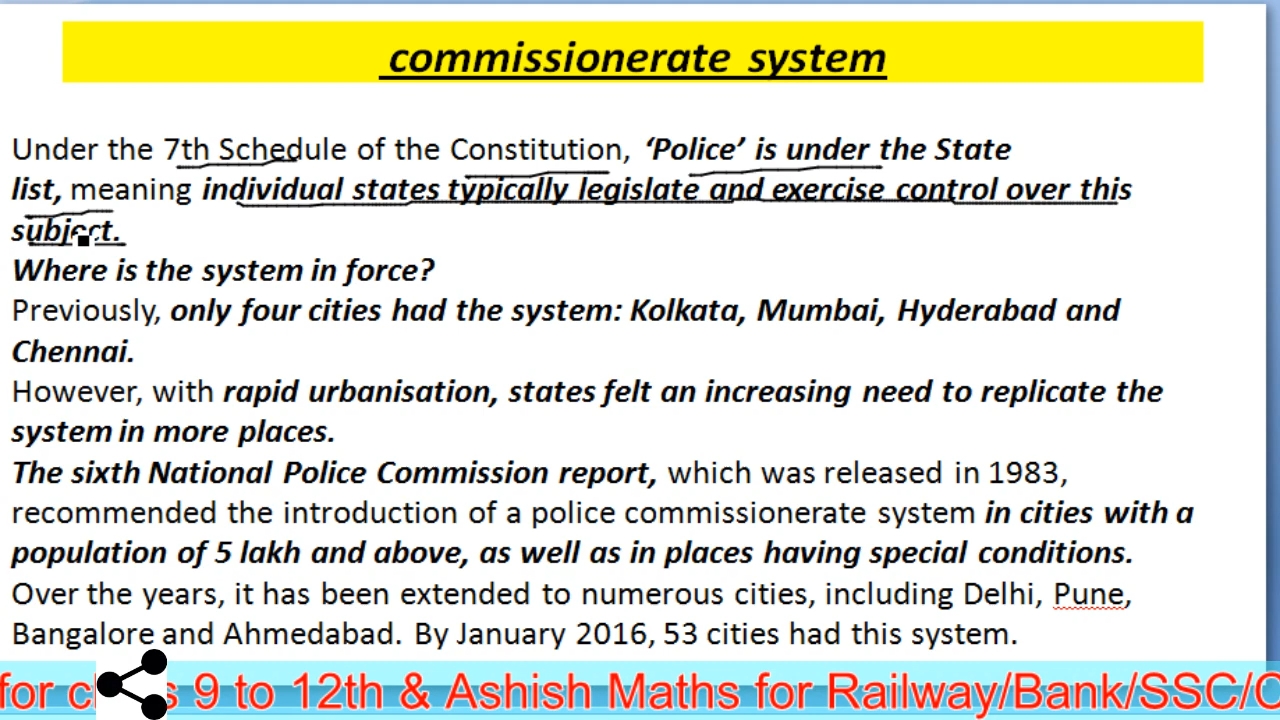 commissionerate system
Under the 7th Schedule of the Constitution, ‘Police’ is under the State
list, meaning individual states typically legislate and exercise control over this
subject.
Where is the system in force?
Previously, only four cities had the system: Kolkata, Mumbai, Hyderabad and
Chennai.
However, with rapid urbanisation, states felt an increasing need to replicate the
system in more places.
The sixth National Police Commission report, which was released in 1983,
recommended the introduction of a police commissionerate system in cities with a
population of 5 lakh and above, as well as in places having special conditions.
Over the years, it has been extended to numerous cities, including Delhi, Pune,
Bangalore and Ahmedabad. By January 2016, 53 cities had this system.
for 9 to 12th & Ashish Maths for Railway/Bank/SSC/